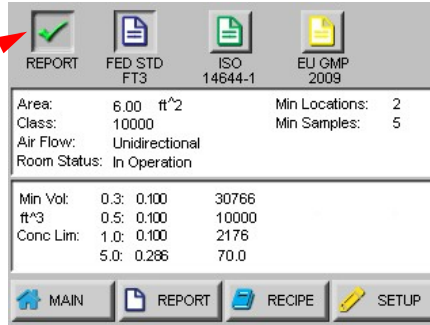 REPORT FED STD FT3 ISO 14644-1 EU GMP 2009
Area: 6.00 ft^2 Min Locations: 2
Class: 10000 Min Samples: 5
Air Flow: Unidirectional
Room Status: In Operation
Min Vol: 0.3: 0.100 30766
ft^3 0.5: 0.100 10000
Conc Lim: 1.0: 0.100 2176
5.0: 0.286 70.0
MAIN REPORT RECIPE SETUP